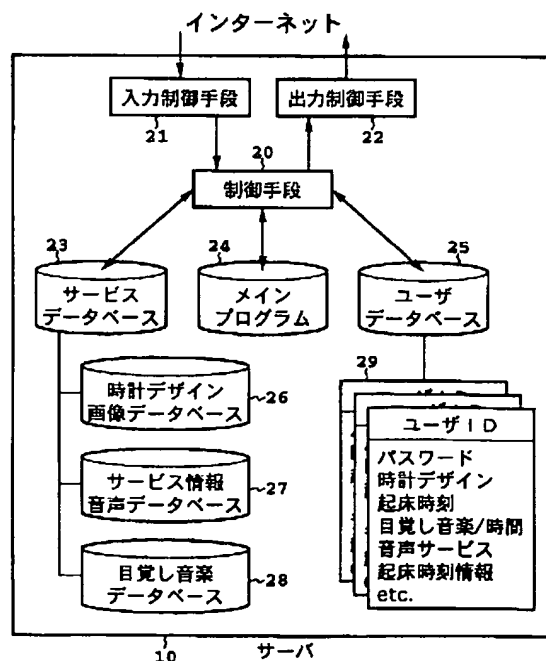 インターネット
入力制御手段
出力制御手段
21
22
20
制御手段
23
24
25
サービス
データベース
メイン
プログラム
ユーザ
データベース
時計デザイン
画像データベース
26
サービス情報
音声データベース
27
目覚し音楽
データベース
28
29
ユーザID
パスワード
時計デザイン
起床時刻
目覚し音楽/時間
音声サービス
起床時刻情報
etc.
10
サーバ